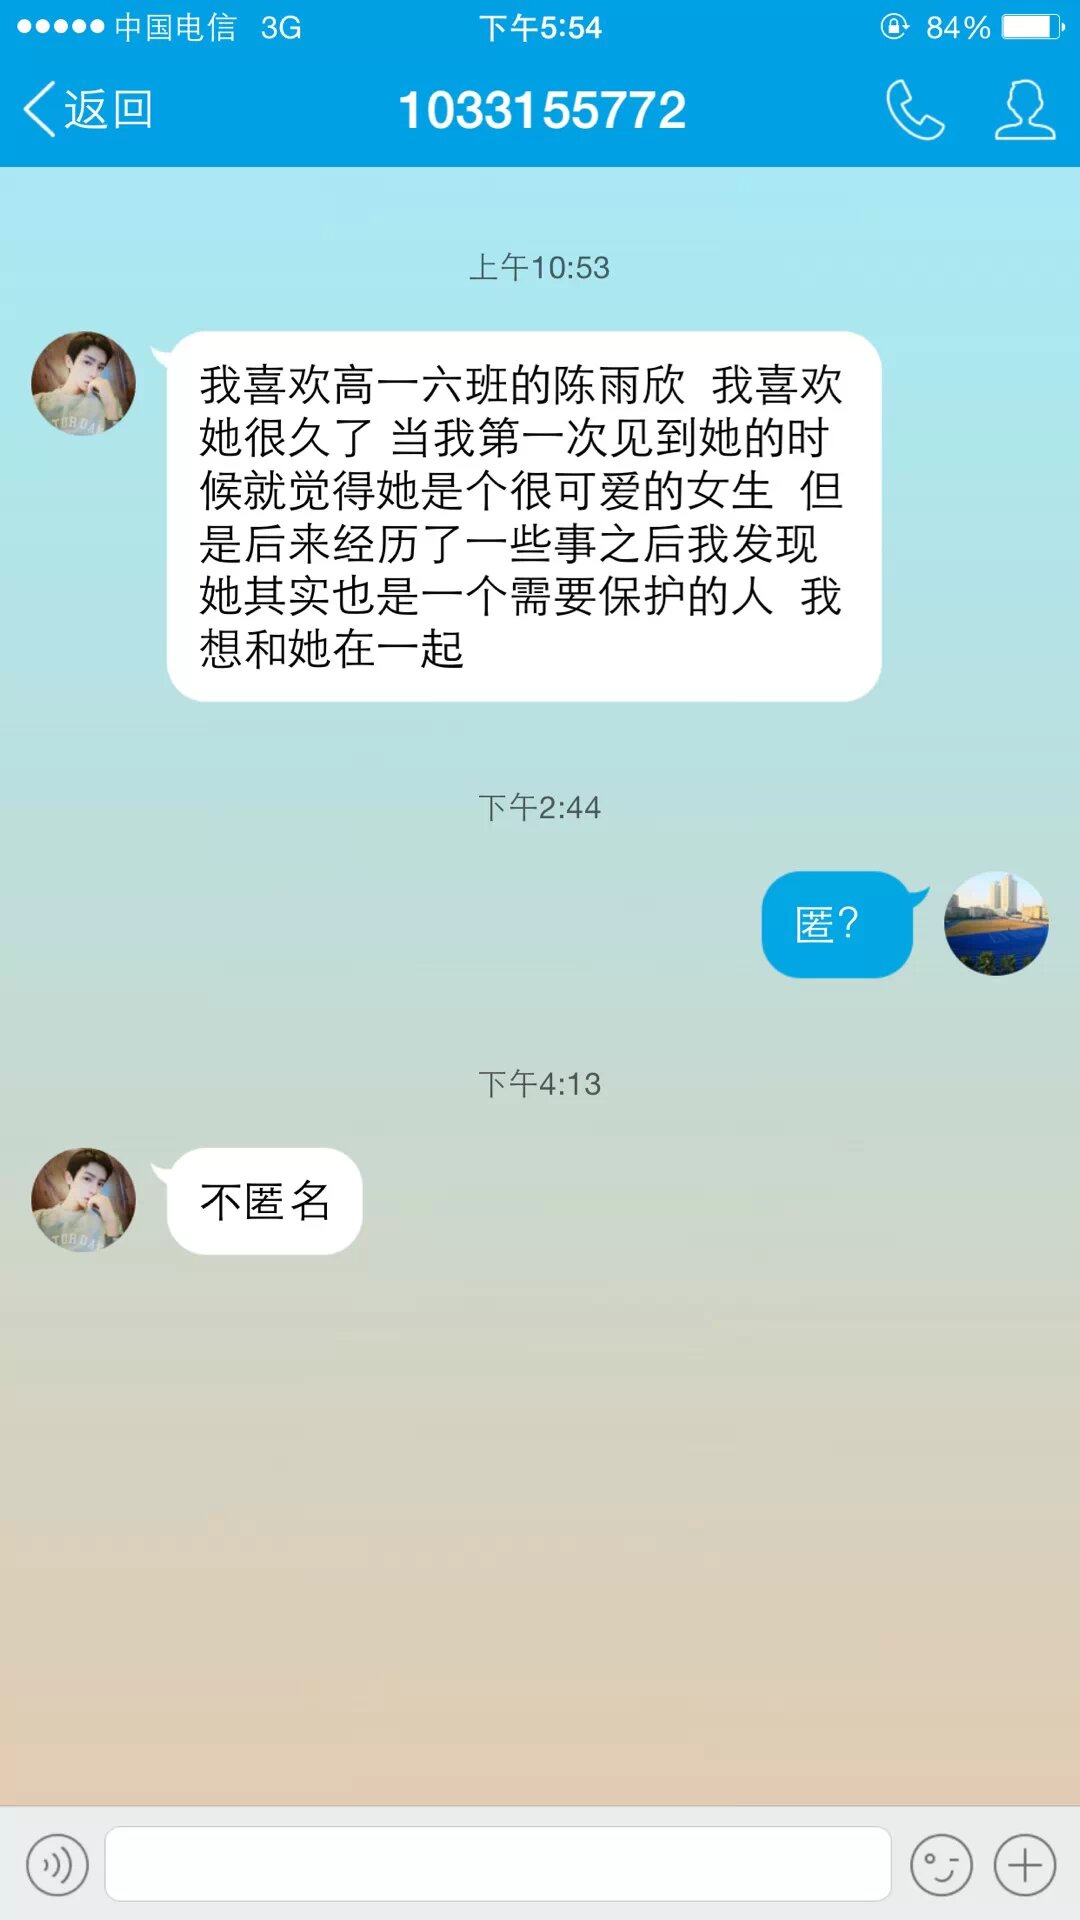 中国电信 3G 下午5:54 84%
返回 1033155772
上午10:53
我喜欢高一六班的陈雨欣 我喜欢
她很久了 当我第一次见到她的时
候就觉得她是个很可爱的女生 但
是后来经历了一些事之后我发现
她其实也是一个需要保护的人 我
想和她在一起
下午2:44
匿？
下午4:13
不匿名